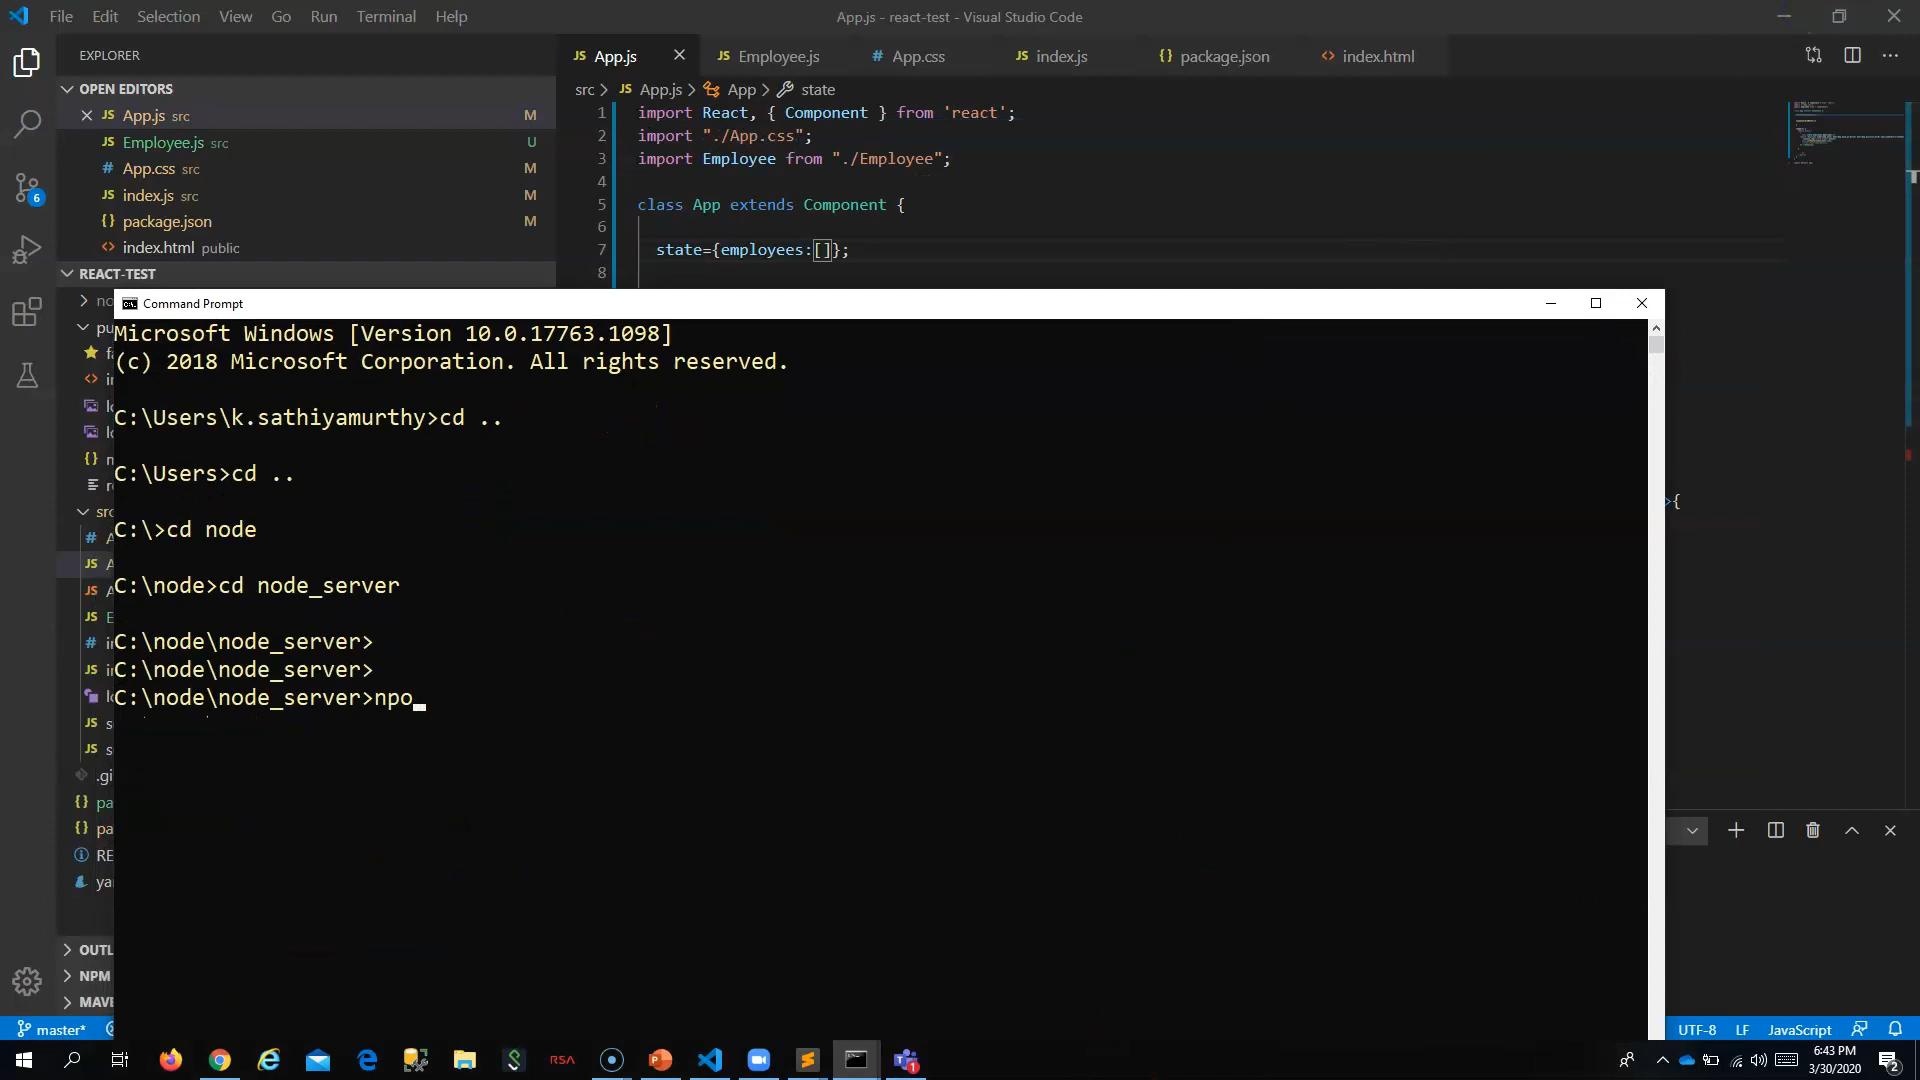 File Edit Selection View Go Run Terminal Help
App.js - react-test - Visual Studio Code
EXPLORER
OPEN EDITORS
App.js src M
Employee.js src U
App.css src M
index.js src M
package.json M
index.html public
REACT-TEST
App.js Employee.js App.css index.js package.json index.html
src > App.js > App > state
1 import React, { Component } from 'react';
2 import "./App.css";
3 import Employee from "./Employee";
4
5 class App extends Component {
6
7 state={employees:[]};
8
Command Prompt
Microsoft Windows [Version 10.0.17763.1098]
(c) 2018 Microsoft Corporation. All rights reserved.
C:\Users\k.sathiyamurthy>cd ..
C:\Users>cd ..
C:\>cd node
C:\node>cd node_server
C:\node\node_server>
C:\node\node_server>
C:\node\node_server>npo
>{
OUTL
NPM
MAVE
master*
UTF-8 LF JavaScript
RSA
6:43 PM
3/30/2020